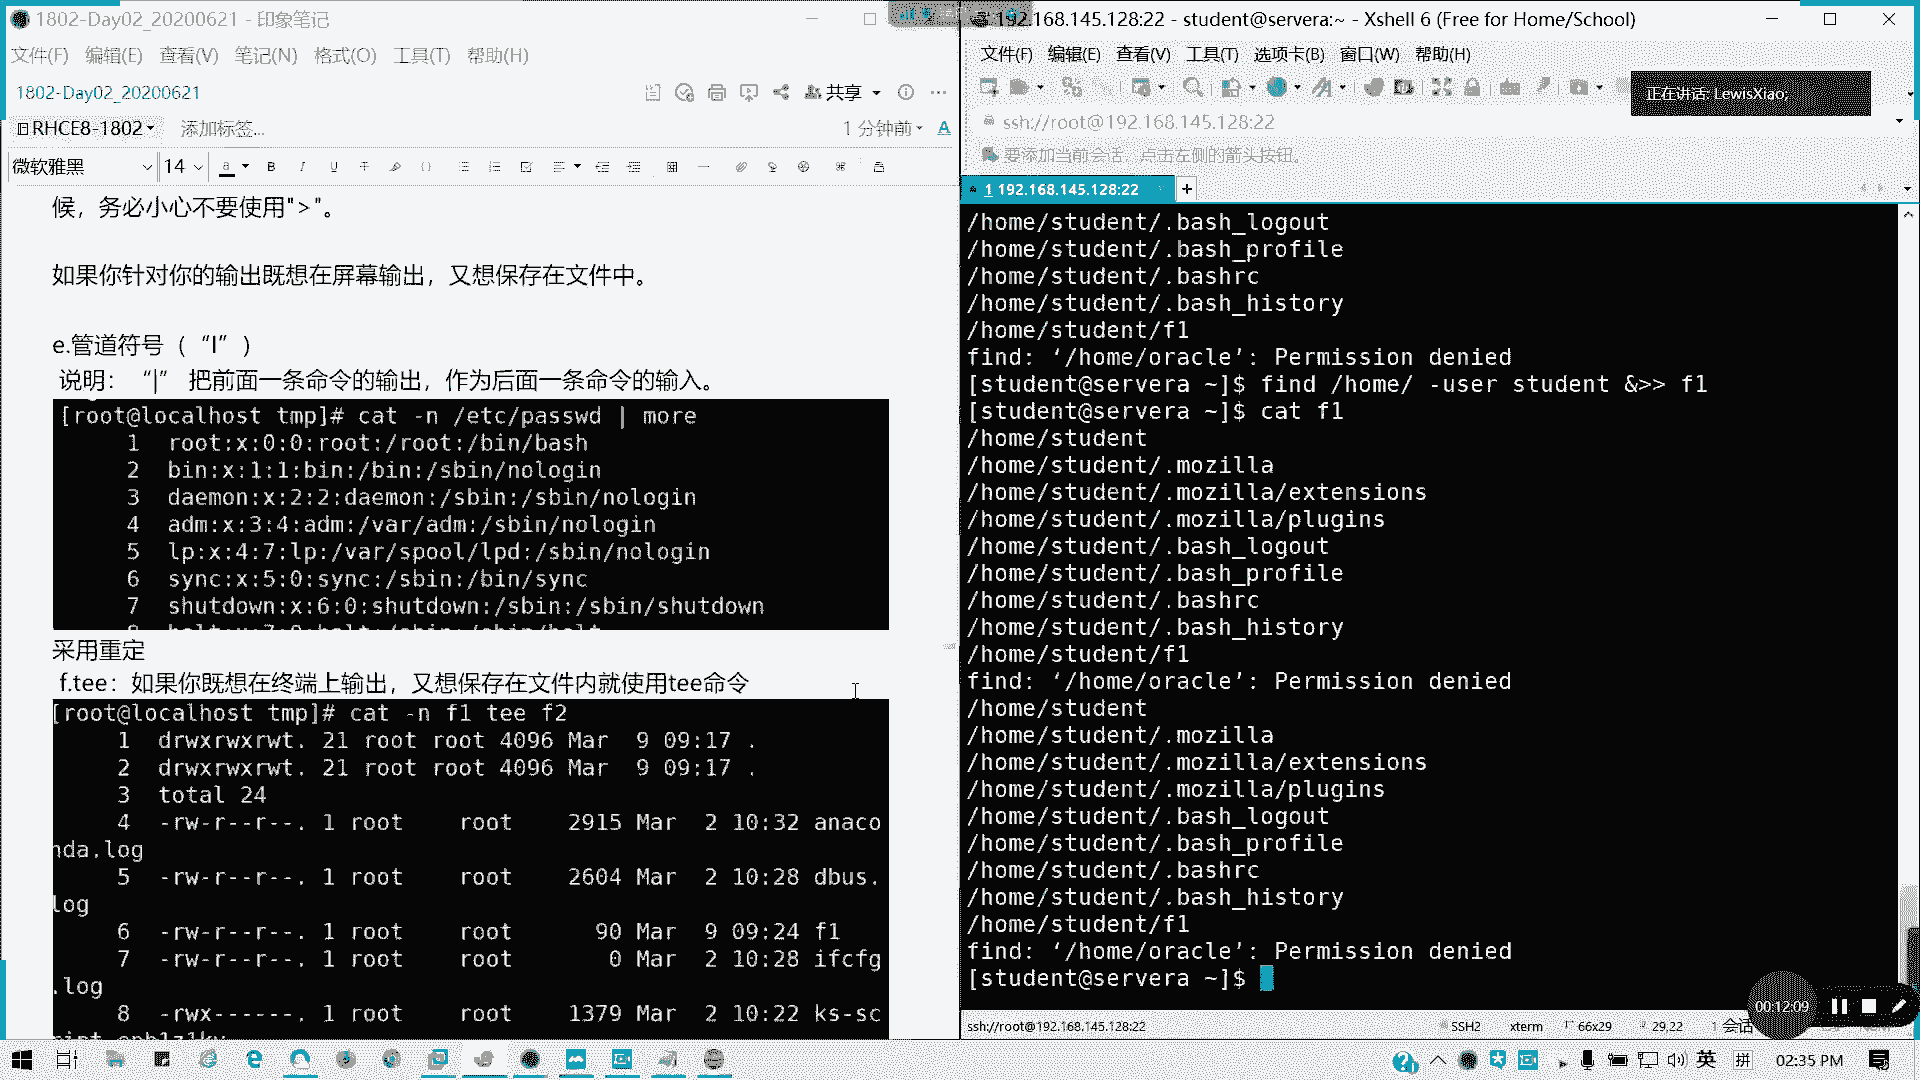 1802-Day02_20200621 - 印象笔记
文件(F) 编辑(E) 查看(V) 笔记(N) 格式(O) 工具(T) 帮助(H)
1802-Day02_20200621
共享
RHCE8-1802 添加标签...
1 分钟前
微软雅黑 14
候，务必小心不要使用">"。
如果你针对你的输出既想在屏幕输出，又想保存在文件中。
e.管道符号（“|”）
说明： “|” 把前面一条命令的输出，作为后面一条命令的输入。
[root@localhost tmp]# cat -n /etc/passwd | more
1 root:x:0:0:root:/root:/bin/bash
2 bin:x:1:1:bin:/bin:/sbin/nologin
3 daemon:x:2:2:daemon:/sbin:/sbin/nologin
4 adm:x:3:4:adm:/var/adm:/sbin/nologin
5 lp:x:4:7:lp:/var/spool/lpd:/sbin/nologin
6 sync:x:5:0:sync:/sbin:/bin/sync
7 shutdown:x:6:0:shutdown:/sbin:/sbin/shutdown
采用重定
f.tee：如果你既想在终端上输出，又想保存在文件内就使用tee命令
[root@localhost tmp]# cat -n f1 tee f2
1 drwxrwxrwt. 21 root root 4096 Mar 9 09:17 .
2 drwxrwxrwt. 21 root root 4096 Mar 9 09:17 .
3 total 24
4 -rw-r--r--. 1 root root 2915 Mar 2 10:32 anaco
nda.log
5 -rw-r--r--. 1 root root 2604 Mar 2 10:28 dbus.
log
6 -rw-r--r--. 1 root root 90 Mar 9 09:24 f1
7 -rw-r--r--. 1 root root 0 Mar 2 10:28 ifcfg
.log
8 -rwx------. 1 root root 1379 Mar 2 10:22 ks-sc
192.168.145.128:22 - student@servera:~ - Xshell 6 (Free for Home/School)
文件(F) 编辑(E) 查看(V) 工具(T) 选项卡(B) 窗口(W) 帮助(H)
正在讲话: LewisXiao;
ssh://root@192.168.145.128:22
要添加当前会话，点击左侧的箭头按钮。
1 192.168.145.128:22
/home/student/.bash_logout
/home/student/.bash_profile
/home/student/.bashrc
/home/student/.bash_history
/home/student/f1
find: ‘/home/oracle’: Permission denied
[student@servera ~]$ find /home/ -user student &>> f1
[student@servera ~]$ cat f1
/home/student
/home/student/.mozilla
/home/student/.mozilla/extensions
/home/student/.mozilla/plugins
/home/student/.bash_logout
/home/student/.bash_profile
/home/student/.bashrc
/home/student/.bash_history
/home/student/f1
find: ‘/home/oracle’: Permission denied
/home/student
/home/student/.mozilla
/home/student/.mozilla/extensions
/home/student/.mozilla/plugins
/home/student/.bash_logout
/home/student/.bash_profile
/home/student/.bashrc
/home/student/.bash_history
/home/student/f1
find: ‘/home/oracle’: Permission denied
[student@servera ~]$
00:12:09
ssh://root@192.168.145.128:22 SSH2 xterm 66x29 29,22 1 会话
英 拼 02:35 PM